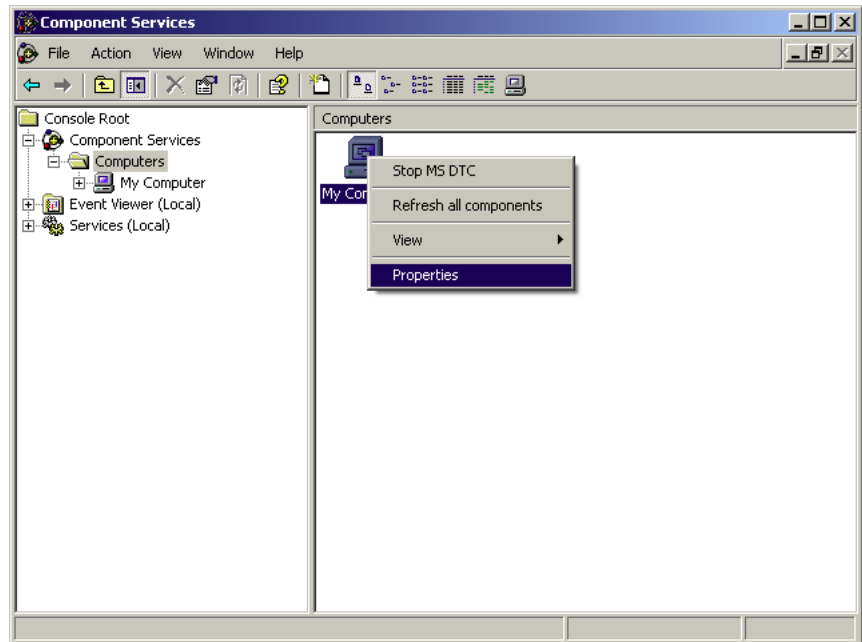 Component Services
File Action View Window Help
Console Root
Component Services
Computers
My Computer
Event Viewer (Local)
Services (Local)
Computers
My Cor
Stop MS DTC
Refresh all components
View
Properties